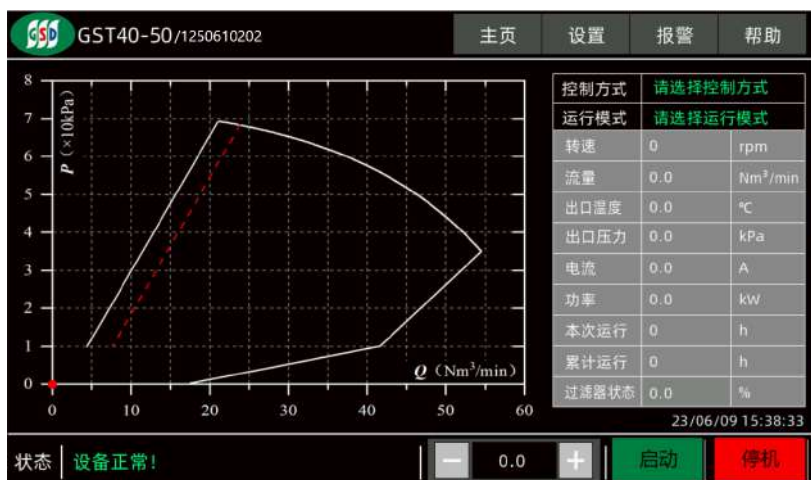 GSD GST40-50/1250610202 主页 设置 报警 帮助
8
7
6
5
4
3
2
1
0
P（×10kPa）
Q（Nm³/min）
0 10 20 30 40 50 60
控制方式 请选择控制方式
运行模式 请选择运行模式
转速 0 rpm
流量 0.0 Nm³/min
出口温度 0.0 ℃
出口压力 0.0 kPa
电流 0.0 A
功率 0.0 kW
本次运行 0 h
累计运行 0 h
过滤器状态 0.0 %
23/06/09 15:38:33
状态 设备正常! － 0.0 + 启动 停机